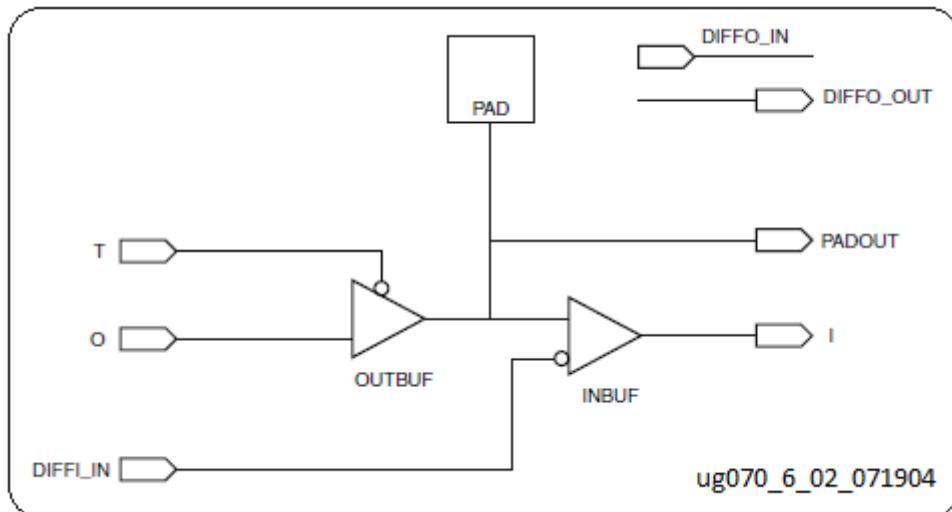 DIFFO_IN
DIFFO_OUT
PAD
T
PADOUT
O
I
OUTBUF
INBUF
DIFFI_IN
ug070_6_02_071904